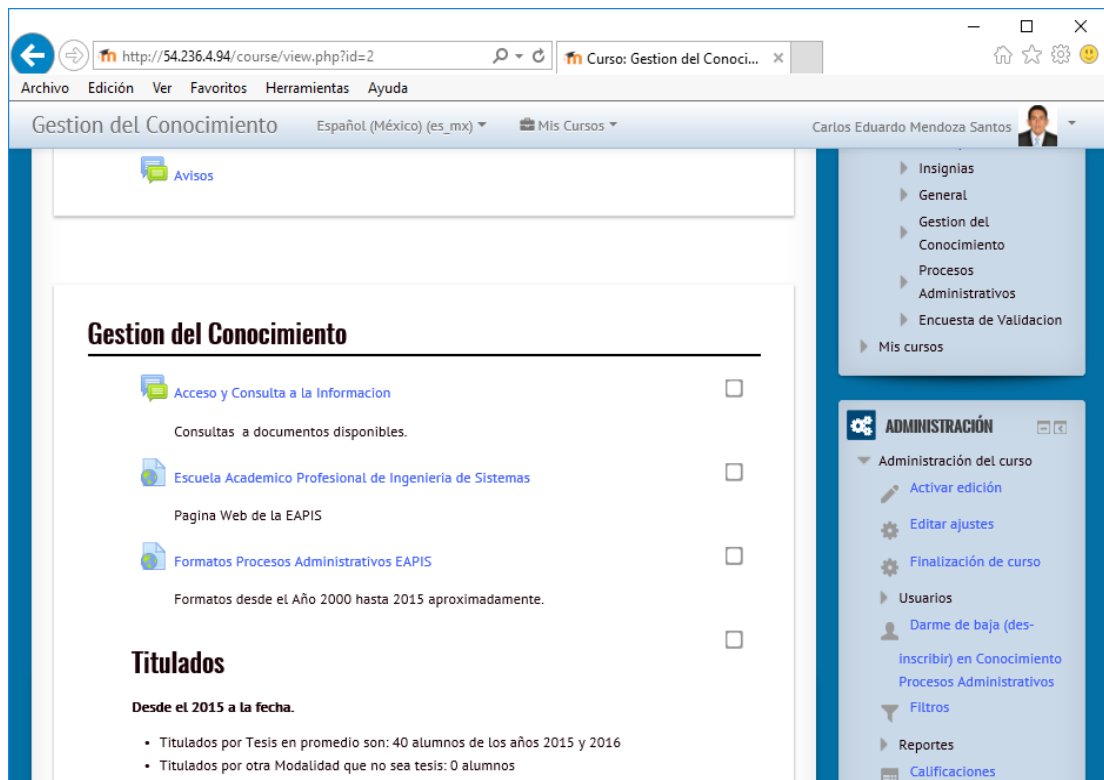 http://54.236.4.94/course/view.php?id=2
Curso: Gestion del Conoci...
Archivo Edición Ver Favoritos Herramientas Ayuda
Gestion del Conocimiento Español (México) (es_mx) Mis Cursos Carlos Eduardo Mendoza Santos
Avisos
Gestion del Conocimiento
Acceso y Consulta a la Informacion
Consultas a documentos disponibles.
Escuela Academico Profesional de Ingenieria de Sistemas
Pagina Web de la EAPIS
Formatos Procesos Administrativos EAPIS
Formatos desde el Año 2000 hasta 2015 aproximadamente.
Titulados
Desde el 2015 a la fecha.
• Titulados por Tesis en promedio son: 40 alumnos de los años 2015 y 2016
• Titulados por otra Modalidad que no sea tesis: 0 alumnos
Insignias
General
Gestion del
Conocimiento
Procesos
Administrativos
Encuesta de Validacion
Mis cursos
ADMINISTRACIÓN
Administración del curso
Activar edición
Editar ajustes
Finalización de curso
Usuarios
Darme de baja (des-
inscribir) en Conocimiento
Procesos Administrativos
Filtros
Reportes
Calificaciones